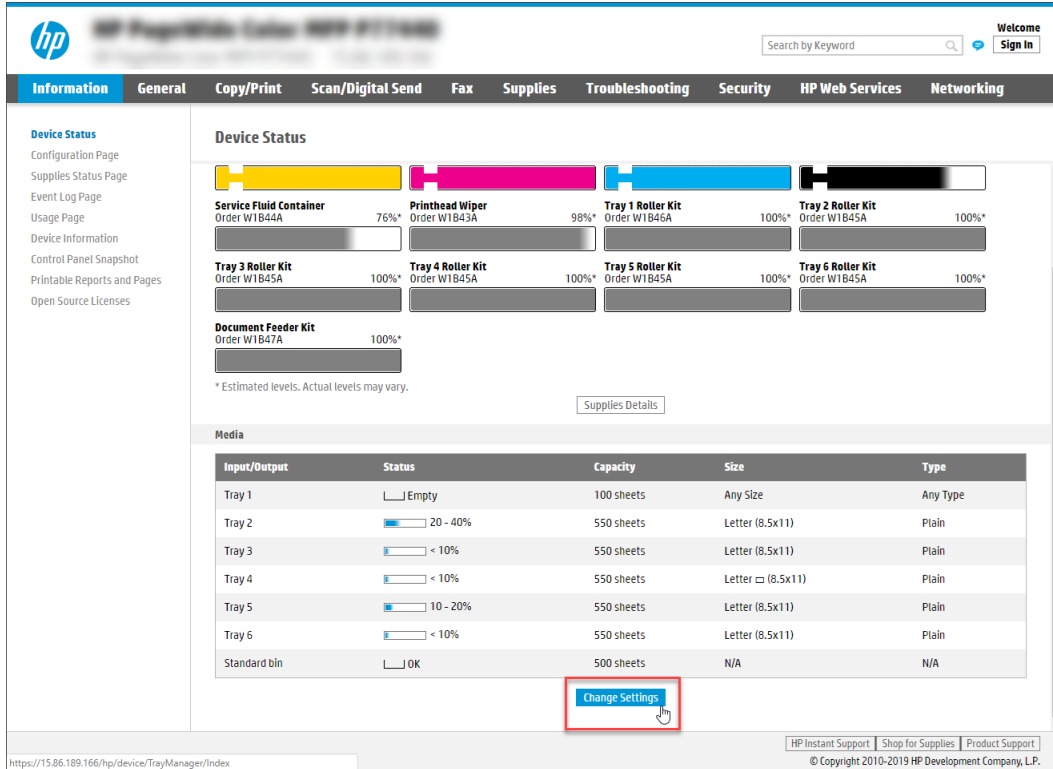 hp
Welcome
Search by Keyword
Sign In
Information General Copy/Print Scan/Digital Send Fax Supplies Troubleshooting Security HP Web Services Networking
Device Status
Configuration Page
Supplies Status Page
Event Log Page
Usage Page
Device Information
Control Panel Snapshot
Printable Reports and Pages
Open Source Licenses
Device Status
Service Fluid Container Printhead Wiper Tray 1 Roller Kit Tray 2 Roller Kit
Order W1B44A 76%* Order W1B43A 98%* Order W1B46A 100%* Order W1B45A 100%*
Tray 3 Roller Kit Tray 4 Roller Kit Tray 5 Roller Kit Tray 6 Roller Kit
Order W1B45A 100%* Order W1B45A 100%* Order W1B45A 100%* Order W1B45A 100%*
Document Feeder Kit
Order W1B47A 100%*
* Estimated levels. Actual levels may vary.
Supplies Details
Media
Input/Output Status Capacity Size Type
Tray 1 Empty 100 sheets Any Size Any Type
Tray 2 20 - 40% 550 sheets Letter (8.5x11) Plain
Tray 3 < 10% 550 sheets Letter (8.5x11) Plain
Tray 4 < 10% 550 sheets Letter (8.5x11) Plain
Tray 5 10 - 20% 550 sheets Letter (8.5x11) Plain
Tray 6 < 10% 550 sheets Letter (8.5x11) Plain
Standard bin OK 500 sheets N/A N/A
Change Settings
HP Instant Support Shop for Supplies Product Support
https://15.86.189.166/hp/device/TrayManager/Index
© Copyright 2010-2019 HP Development Company, L.P.